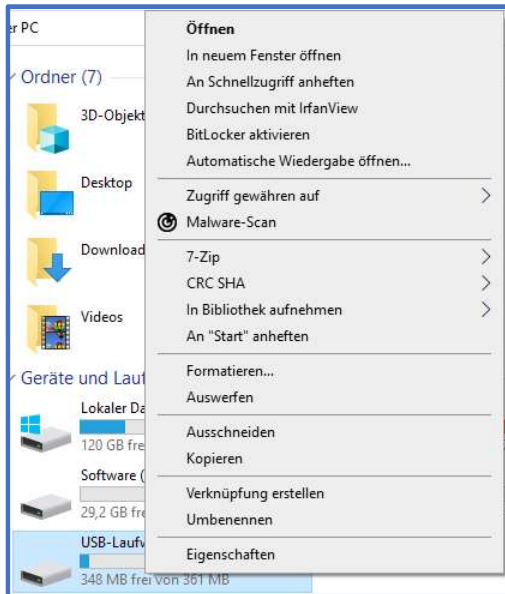 er PC
Ordner (7)
3D-Objekt
Desktop
Download
Videos
Geräte und Lauf
Lokaler Da
120 GB fre
Software (
29,2 GB fre
USB-Laufw
348 MB frei von 361 MB
Öffnen
In neuem Fenster öffnen
An Schnellzugriff anheften
Durchsuchen mit IrfanView
BitLocker aktivieren
Automatische Wiedergabe öffnen...
Zugriff gewähren auf
Malware-Scan
7-Zip
CRC SHA
In Bibliothek aufnehmen
An "Start" anheften
Formatieren...
Auswerfen
Ausschneiden
Kopieren
Verknüpfung erstellen
Umbenennen
Eigenschaften